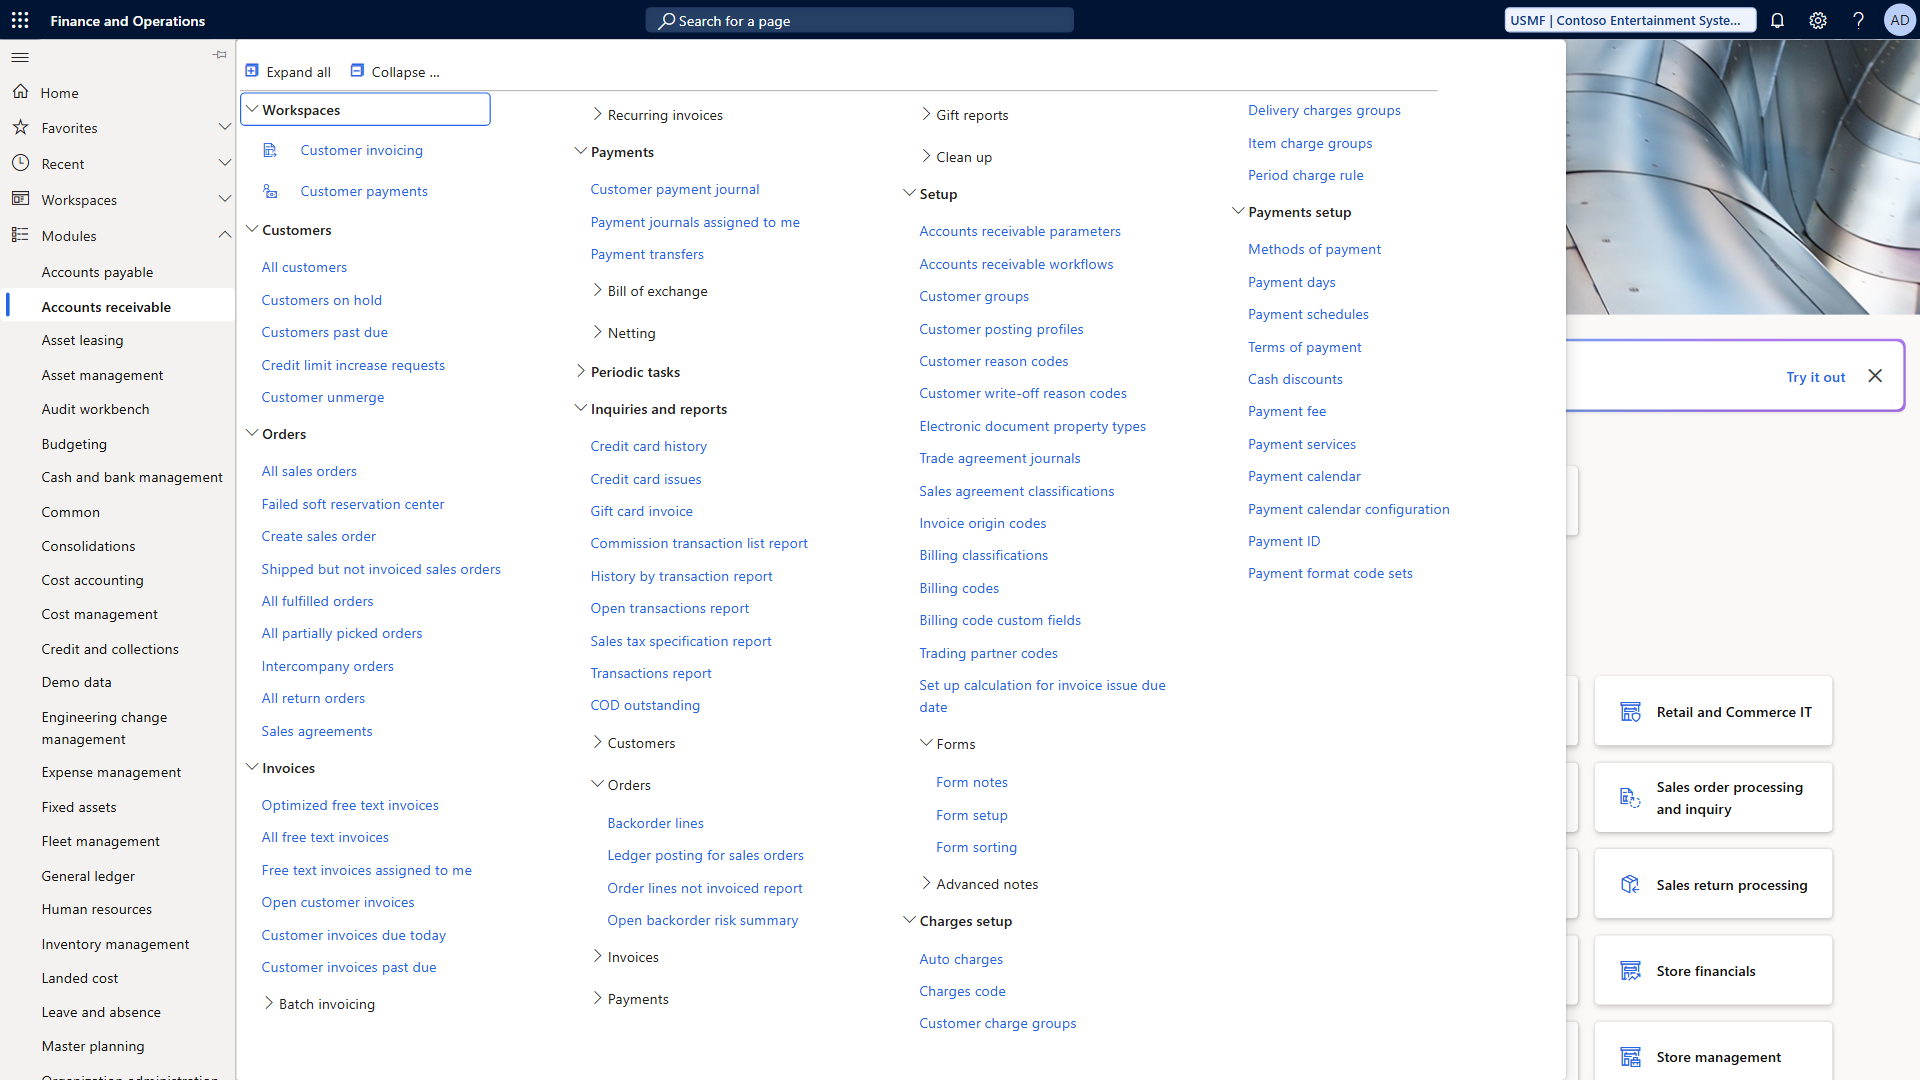 Finance and Operations
Search for a page
USMF | Contoso Entertainment Syste...
AD
Home
Favorites
Recent
Workspaces
Modules
Accounts payable
Accounts receivable
Asset leasing
Asset management
Audit workbench
Budgeting
Cash and bank management
Common
Consolidations
Cost accounting
Cost management
Credit and collections
Demo data
Engineering change
management
Expense management
Fixed assets
Fleet management
General ledger
Human resources
Inventory management
Landed cost
Leave and absence
Master planning
Organization administration
Expand all
Collapse ...
Workspaces
Customer invoicing
Customer payments
Customers
All customers
Customers on hold
Customers past due
Credit limit increase requests
Customer unmerge
Orders
All sales orders
Failed soft reservation center
Create sales order
Shipped but not invoiced sales orders
All fulfilled orders
All partially picked orders
Intercompany orders
All return orders
Sales agreements
Invoices
Optimized free text invoices
All free text invoices
Free text invoices assigned to me
Open customer invoices
Customer invoices due today
Customer invoices past due
Batch invoicing
Recurring invoices
Payments
Customer payment journal
Payment journals assigned to me
Payment transfers
Bill of exchange
Netting
Periodic tasks
Inquiries and reports
Credit card history
Credit card issues
Gift card invoice
Commission transaction list report
History by transaction report
Open transactions report
Sales tax specification report
Transactions report
COD outstanding
Customers
Orders
Backorder lines
Ledger posting for sales orders
Order lines not invoiced report
Open backorder risk summary
Invoices
Payments
Gift reports
Clean up
Setup
Accounts receivable parameters
Accounts receivable workflows
Customer groups
Customer posting profiles
Customer reason codes
Customer write-off reason codes
Electronic document property types
Trade agreement journals
Sales agreement classifications
Invoice origin codes
Billing classifications
Billing codes
Billing code custom fields
Trading partner codes
Set up calculation for invoice issue due
date
Forms
Form notes
Form setup
Form sorting
Advanced notes
Charges setup
Auto charges
Charges code
Customer charge groups
Delivery charges groups
Item charge groups
Period charge rule
Payments setup
Methods of payment
Payment days
Payment schedules
Terms of payment
Cash discounts
Payment fee
Payment services
Payment calendar
Payment calendar configuration
Payment ID
Payment format code sets
Try it out
Retail and Commerce IT
Sales order processing
and inquiry
Sales return processing
Store financials
Store management